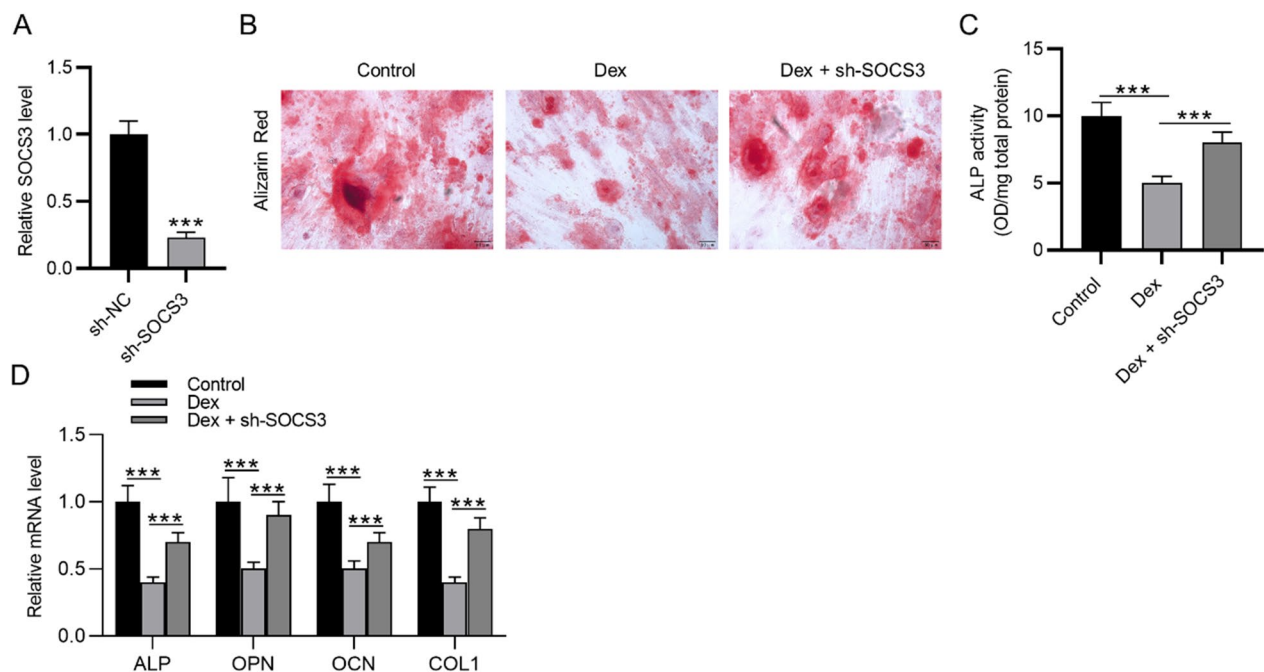 A
Relative SOCS3 level
1.5
1.0
0.5
0.0
***
sh-NC
sh-SOCS3
B
Control
Dex
Dex + sh-SOCS3
Alizarin Red
C
ALP activity
(OD/mg total protein)
15
10
5
0
***
***
Control
Dex
Dex + sh-SOCS3
D
Control
Dex
Dex + sh-SOCS3
Relative mRNA level
1.5
1.0
0.5
0.0
***
***
***
***
***
***
***
***
ALP
OPN
OCN
COL1